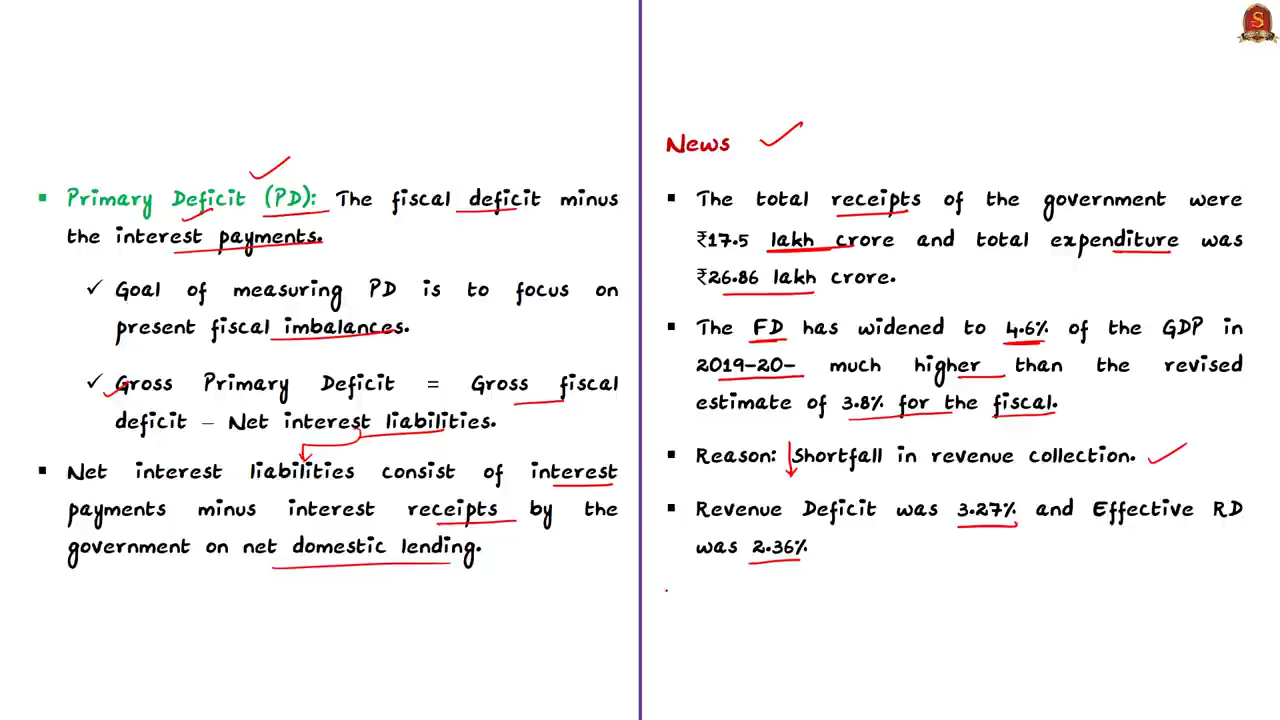 Primary Deficit (PD): The fiscal deficit minus
the interest payments.
✓ Goal of measuring PD is to focus on
present fiscal imbalances.
✓ Gross Primary Deficit = Gross fiscal
deficit – Net interest liabilities.
▪ Net interest liabilities consist of interest
payments minus interest receipts by the
government on net domestic lending.
News
▪ The total receipts of the government were
₹17.5 lakh crore and total expenditure was
₹26.86 lakh crore.
▪ The FD has widened to 4.6% of the GDP in
2019-20- much higher than the revised
estimate of 3.8% for the fiscal.
▪ Reason: Shortfall in revenue collection.
▪ Revenue Deficit was 3.27% and Effective RD
was 2.36%
S